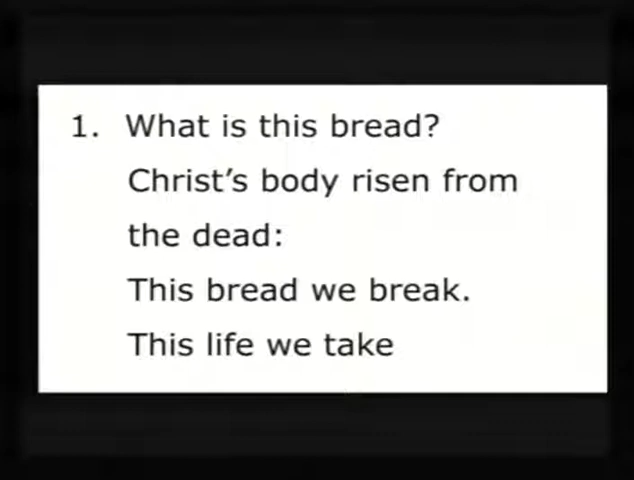 1. What is this bread?
Christ's body risen from
the dead:
This bread we break.
This life we take